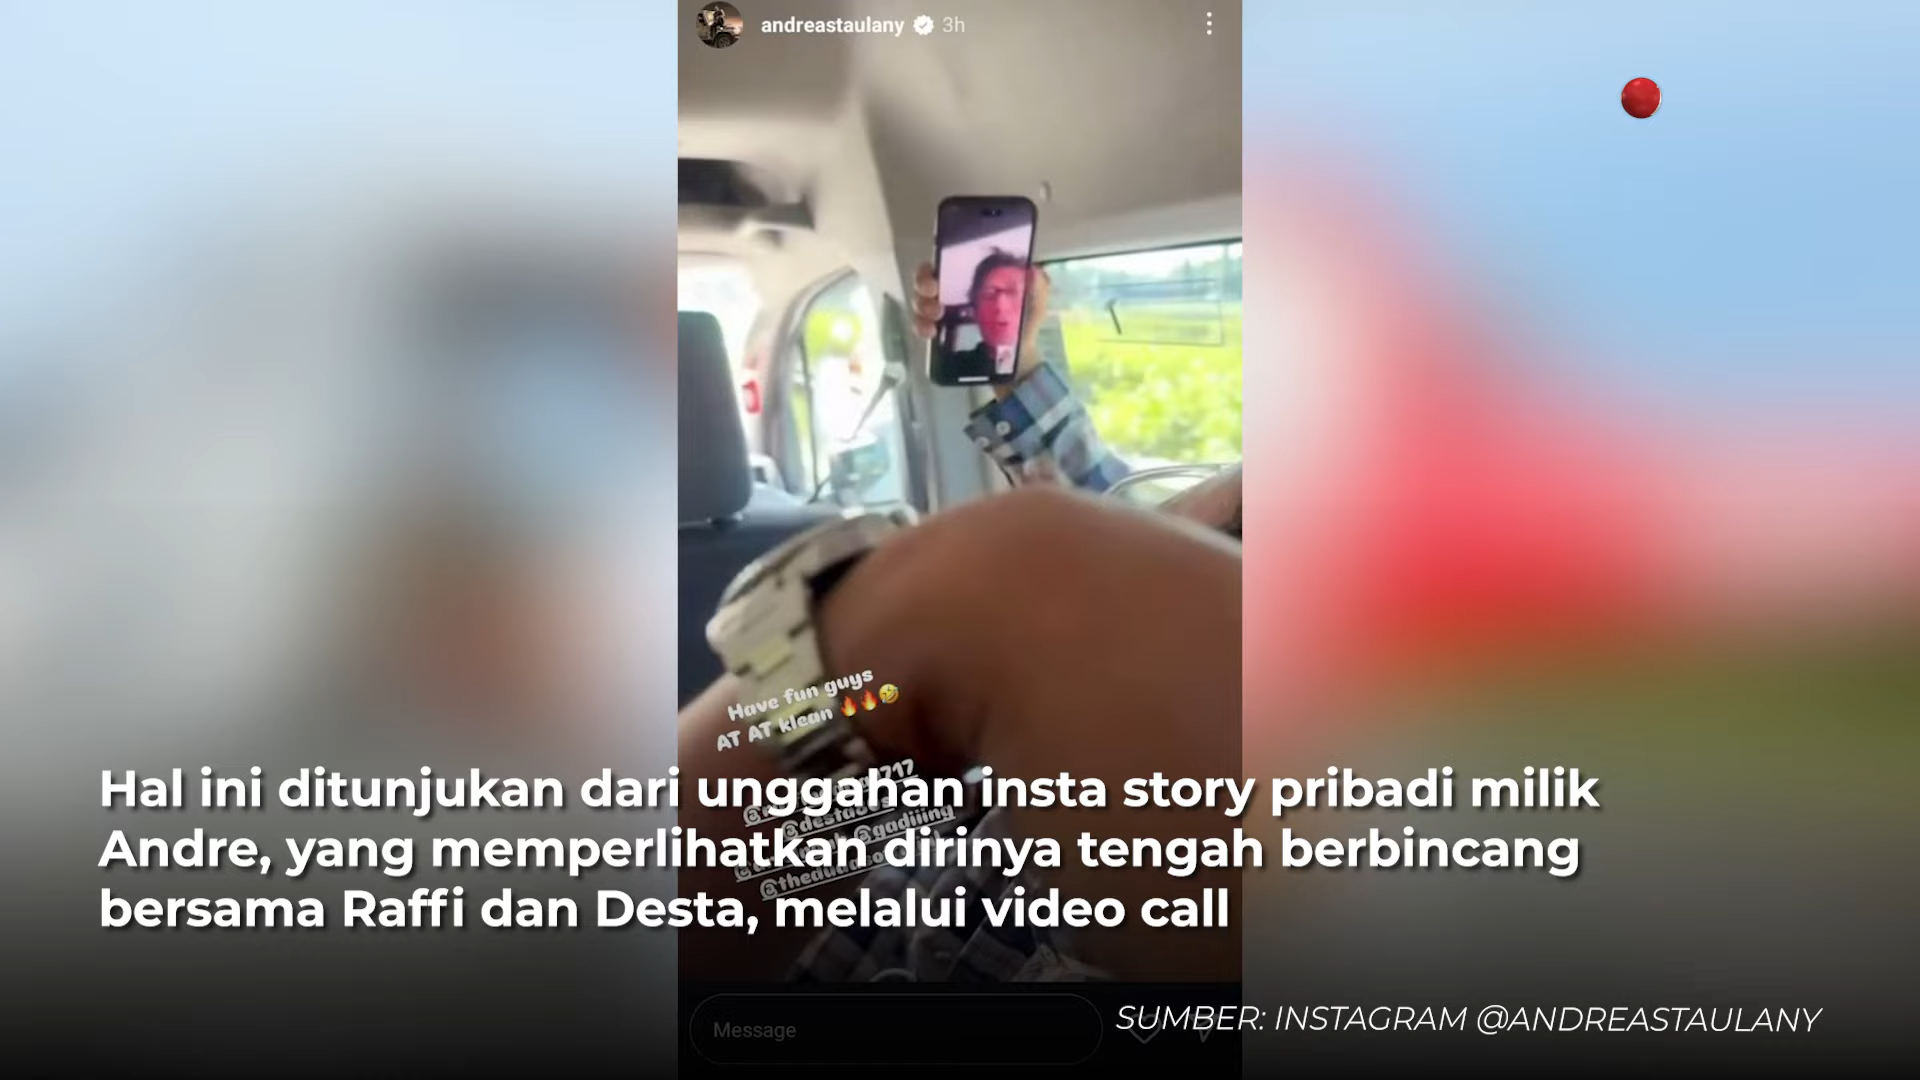 andreastaulany 3h
Have fun guys
AT AT klean 🔥🔥🤣
@gadiiing
Hal ini ditunjukan dari unggahan insta story pribadi milik
Andre, yang memperlihatkan dirinya tengah berbincang
bersama Raffi dan Desta, melalui video call
Message
SUMBER: INSTAGRAM @ANDREASTAULANY